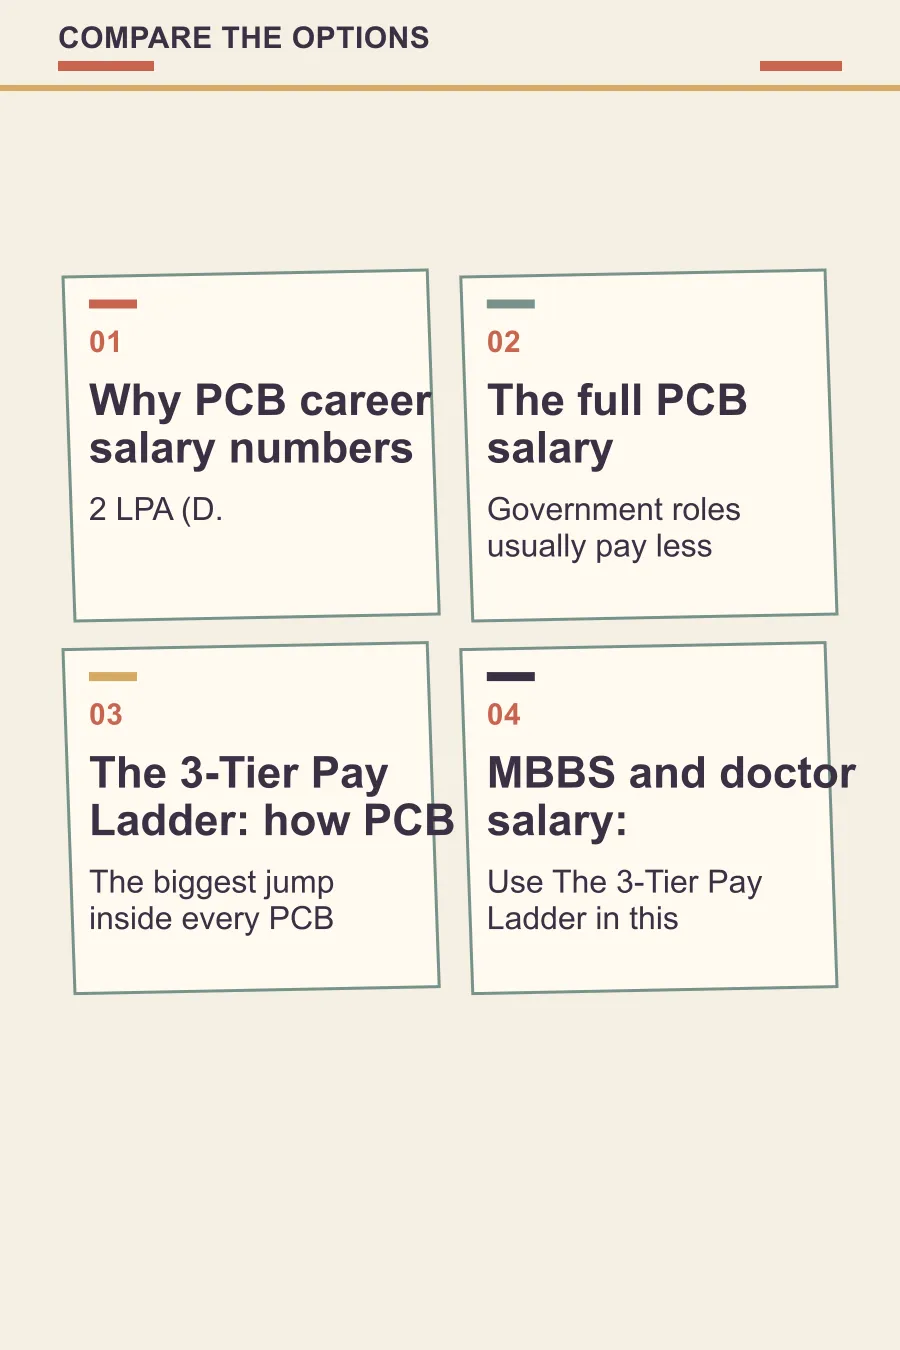 COMPARE THE OPTIONS
01
Why PCB career
salary numbers
2 LPA (D.
02
The full PCB
salary
Government roles
usually pay less
03
The 3-Tier Pay
Ladder: how PCB
The biggest jump
inside every PCB
04
MBBS and doctor
salary:
Use The 3-Tier Pay
Ladder in this